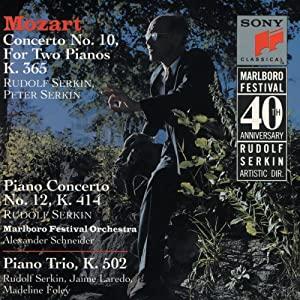 Mozart
Concerto No. 10,
For Two Pianos
K. 365
RUDOLF SERKIN,
PETER SERKIN
Piano Concerto
No. 12, K. 414
RUDOLF SERKIN
Marlboro Festival Orchestra
Alexander Schneider
Piano Trio, K. 502
Rudolf Serkin, Jaime Laredo,
Madeline Foley
SONY
CLASSICAL
MARLBORO
FESTIVAL
40TH
ANNIVERSARY
RUDOLF
SERKIN
ARTISTIC DIR.